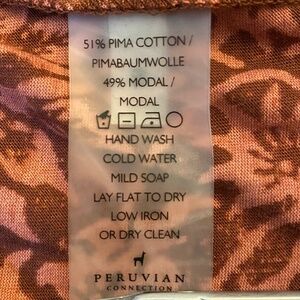 51% PIMA COTTON /
PIMABAUMWOLLE
49% MODAL /
MODAL
HAND WASH
COLD WATER
MILD SOAP
LAY FLAT TO DRY
LOW IRON
OR DRY CLEAN
PERUVIAN
CONNECTION